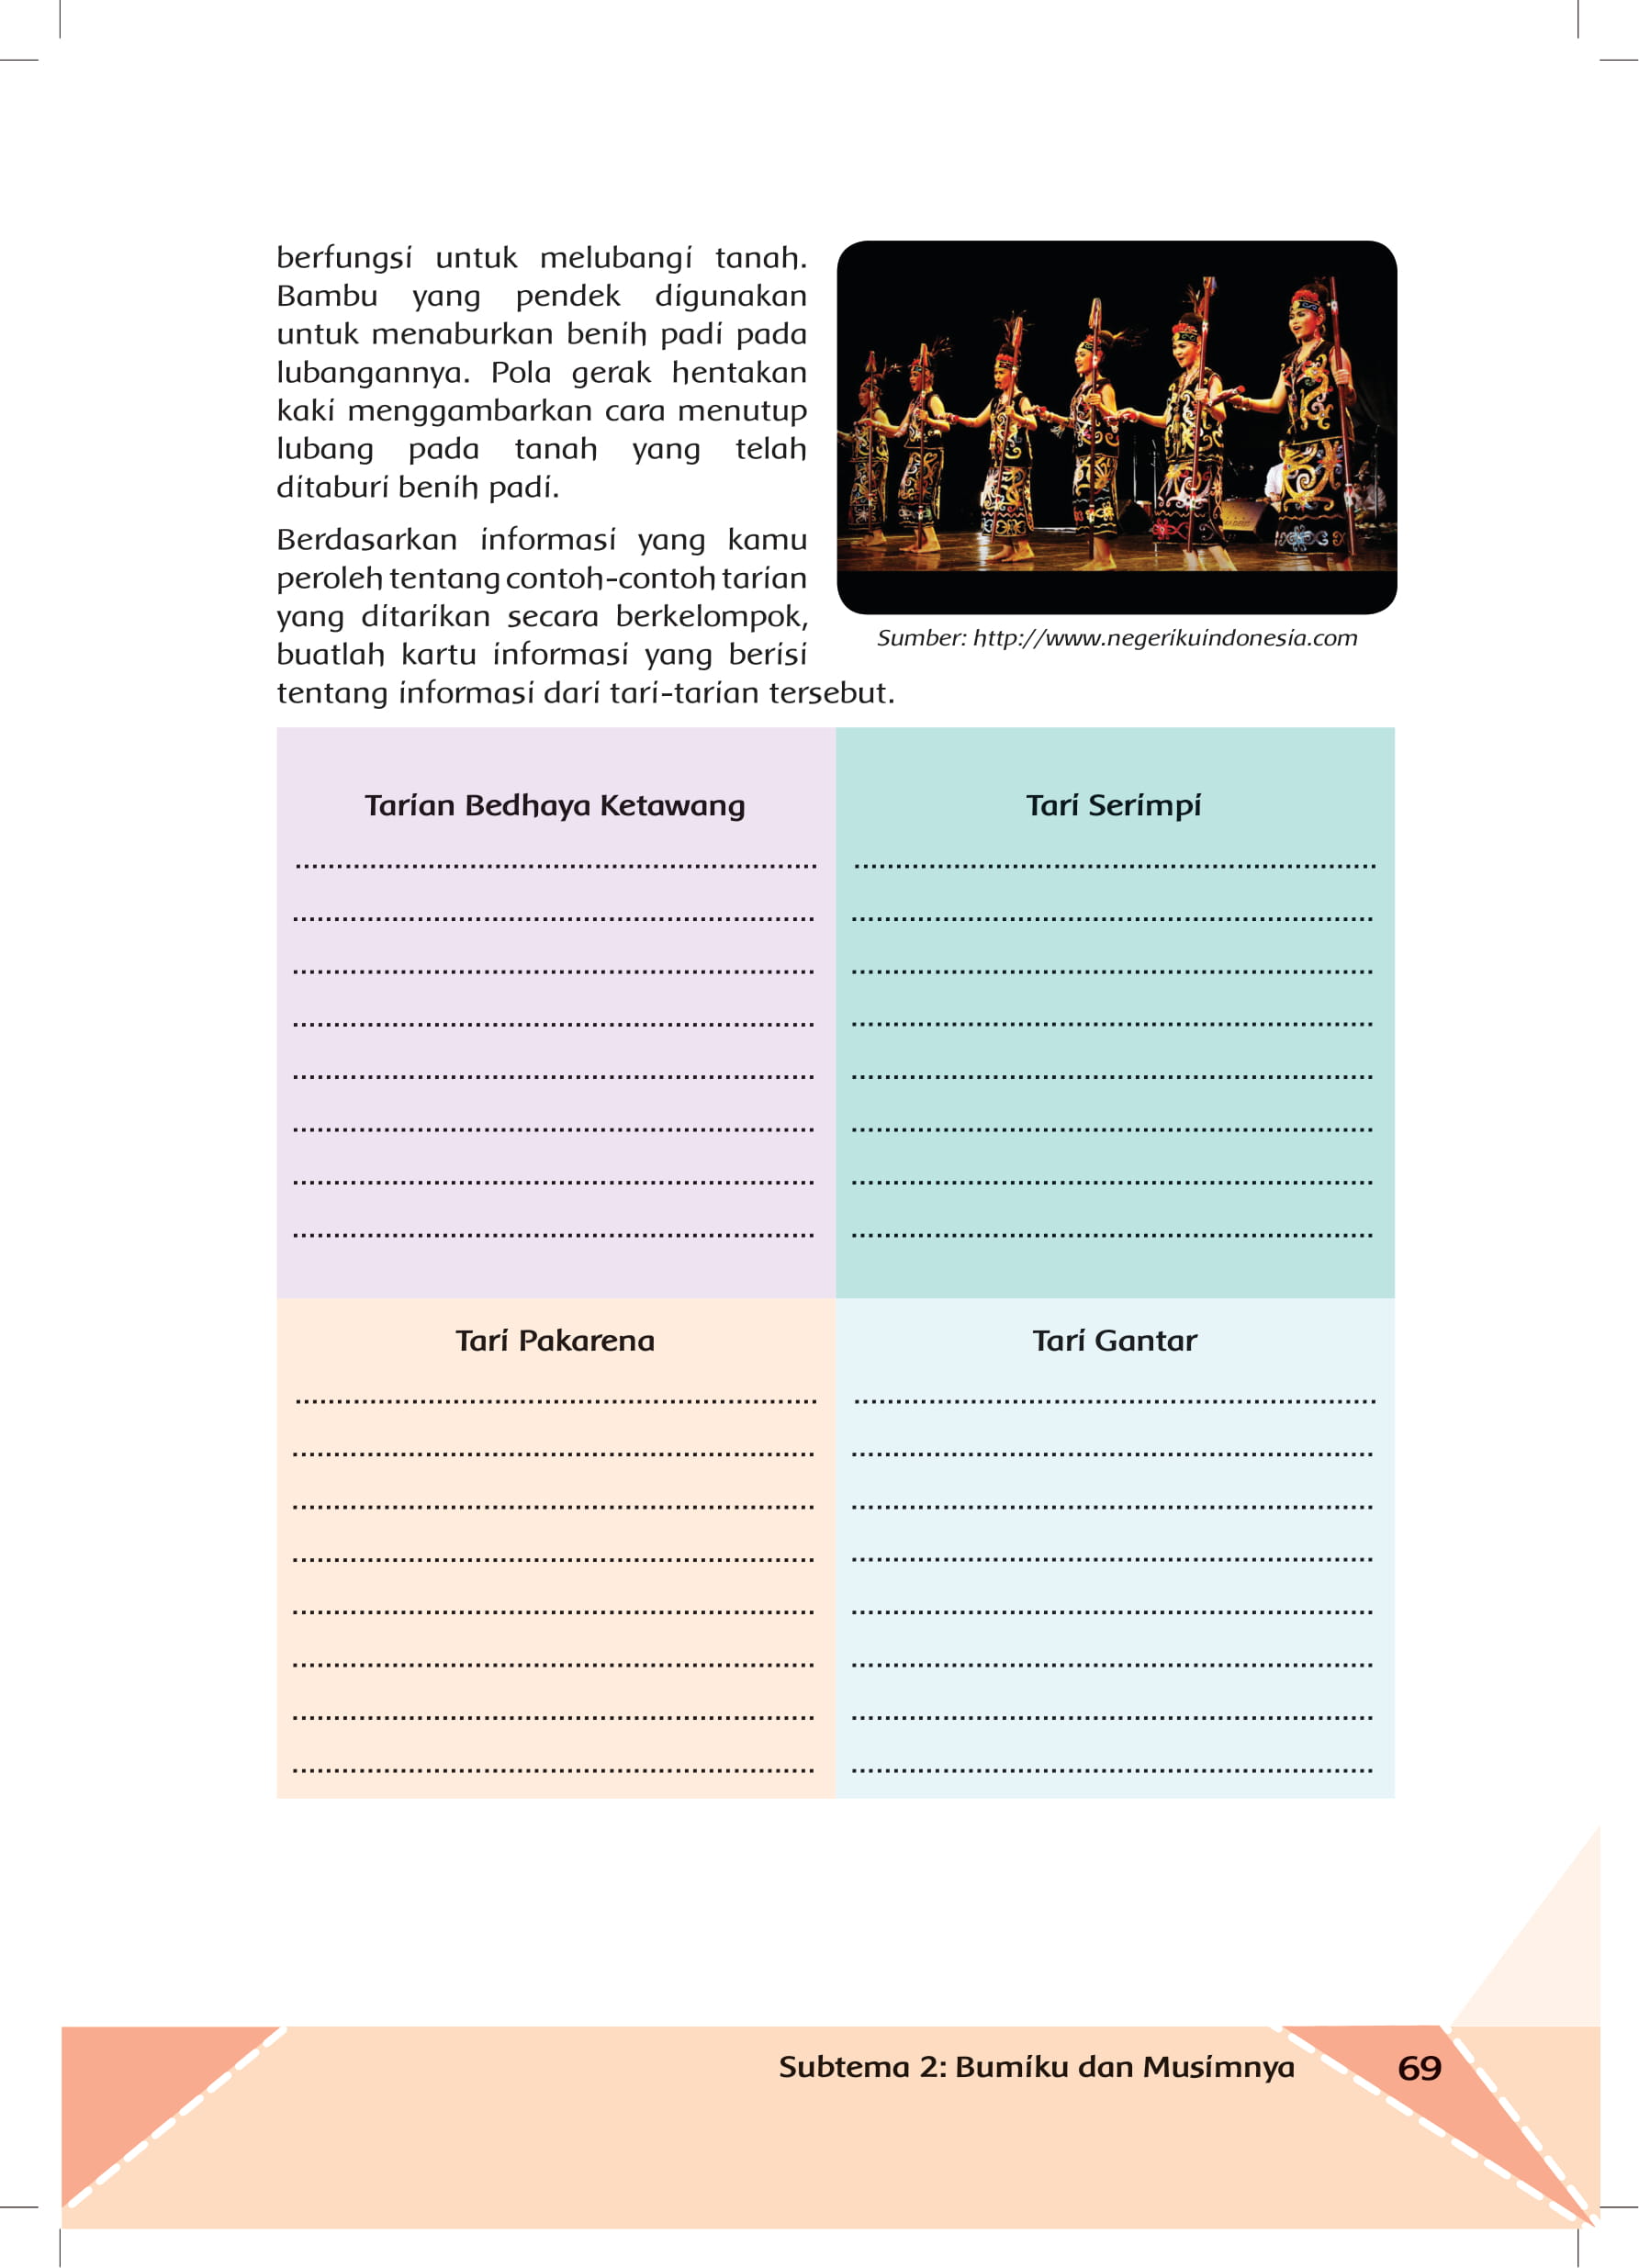 berfungsi untuk melubangi tanah.
Bambu yang pendek digunakan
untuk menaburkan benih padi pada
lubangannya. Pola gerak hentakan
kaki menggambarkan cara menutup
lubang pada tanah yang telah
ditaburi benih padi.
Berdasarkan informasi yang kamu
peroleh tentang contoh-contoh tarian
yang ditarikan secara berkelompok,
buatlah kartu informasi yang berisi
tentang informasi dari tari-tarian tersebut.
Sumber: http://www.negerikuindonesia.com
Tarian Bedhaya Ketawang
Tari Serimpi
Tari Pakarena
Tari Gantar
Subtema 2: Bumiku dan Musimnya
69